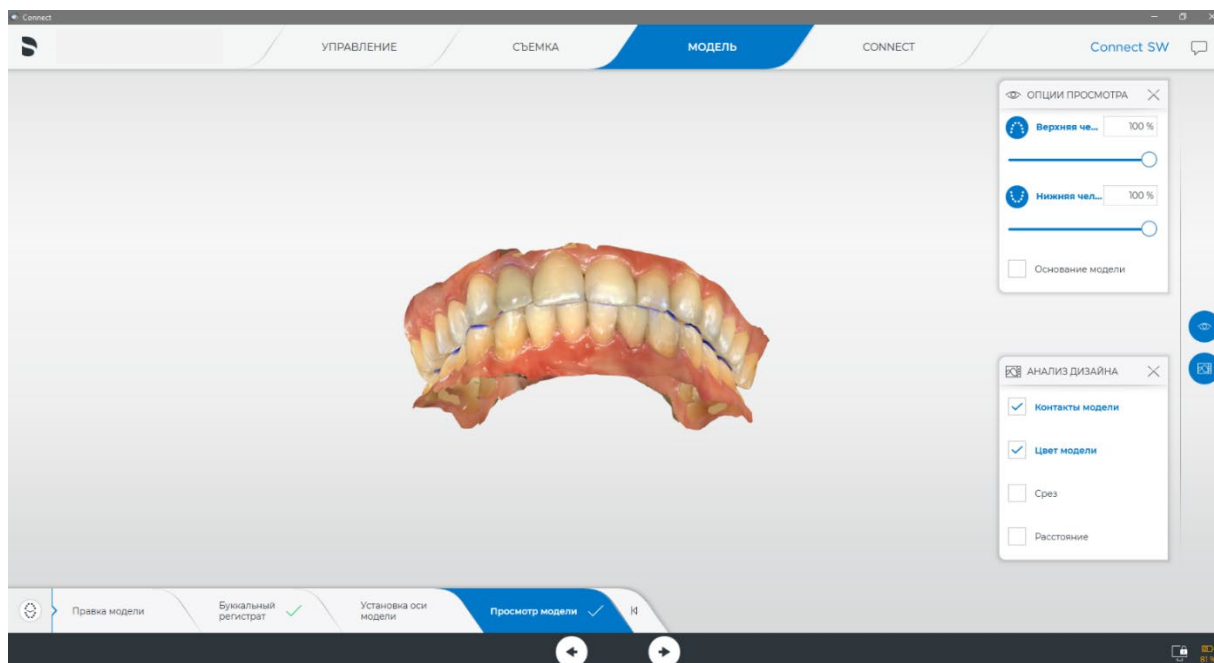 Connect
УПРАВЛЕНИЕ
СЪЕМКА
МОДЕЛЬ
CONNECT
Connect SW
ОПЦИИ ПРОСМОТРА
Верхняя че... 100 %
Нижняя чел... 100 %
Основание модели
АНАЛИЗ ДИЗАЙНА
Контакты модели
Цвет модели
Срез
Расстояние
Правка модели
Буккальный
регистрат
Установка оси
модели
Просмотр модели
81 %